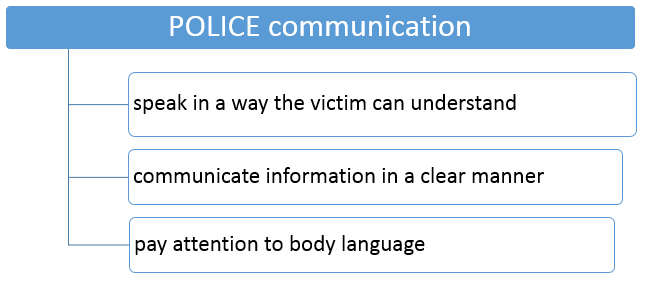 POLICE communication
speak in a way the victim can understand
communicate information in a clear manner
pay attention to body language